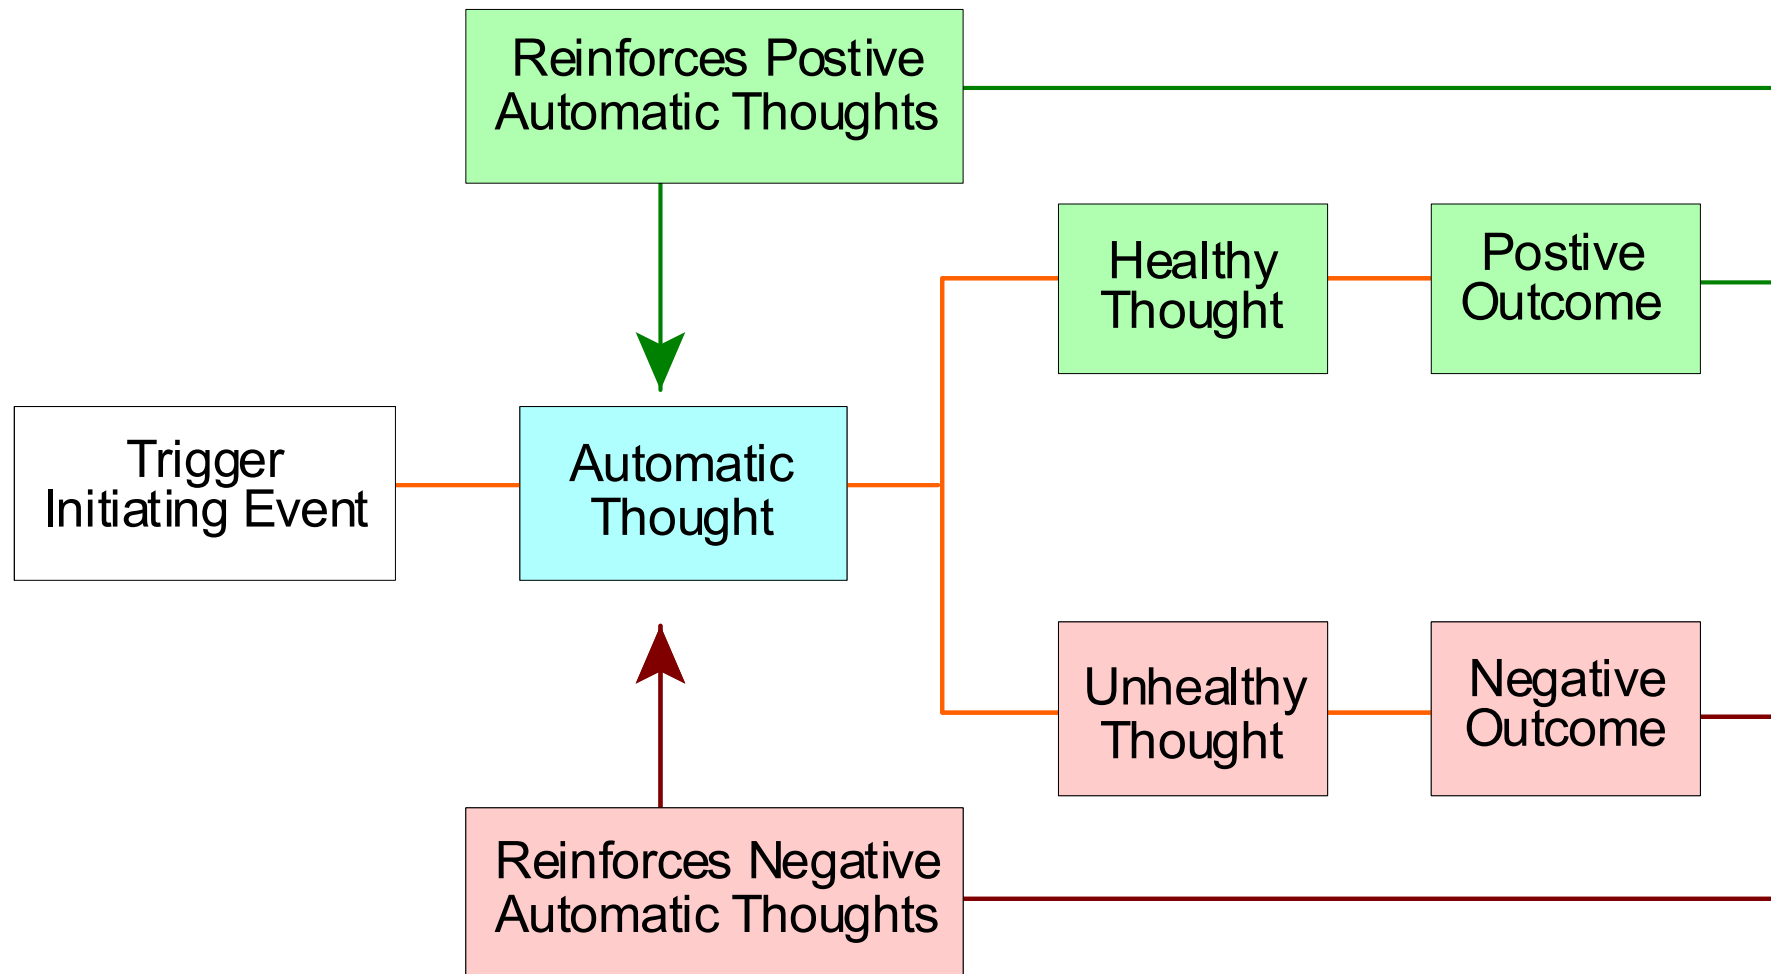 Reinforces Postive
Automatic Thoughts
Healthy
Thought
Postive
Outcome
Trigger
Initiating Event
Automatic
Thought
Unhealthy
Thought
Negative
Outcome
Reinforces Negative
Automatic Thoughts